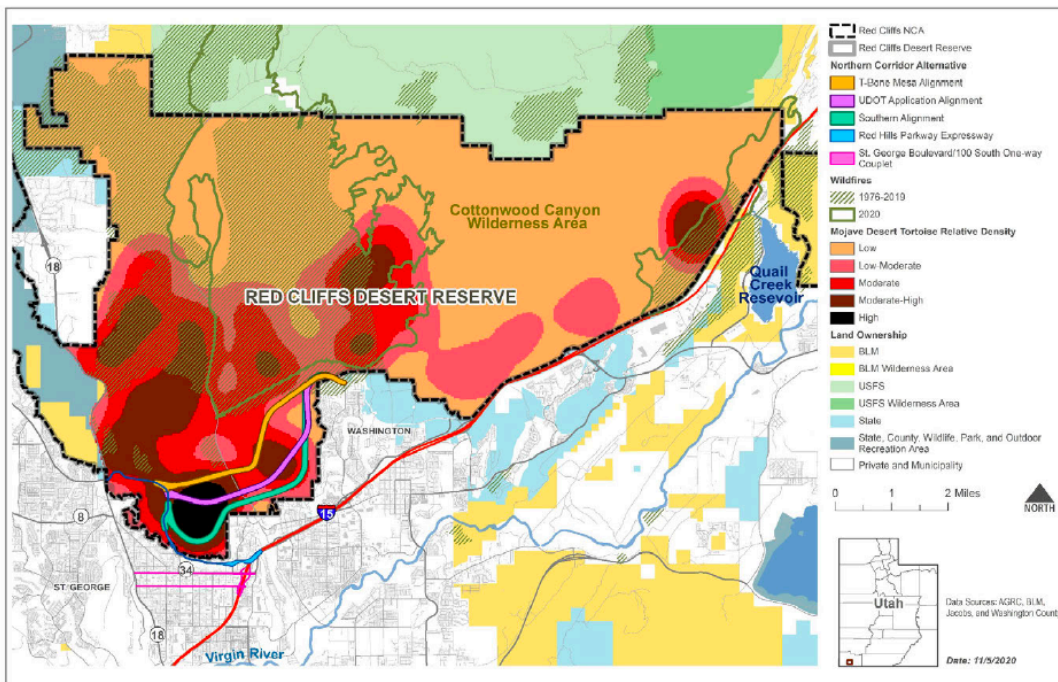 Cottonwood Canyon
Wilderness Area
RED CLIFFS DESERT RESERVE
Quail
Creek
Resevoir
18
WASHINGTON
15
8
34
ST GEORGE
18
Virgin River
Red Cliffs NCA
Red Cliffs Desert Reserve
Northern Corridor Alternative
T-Bone Mesa Alignment
UDOT Application Alignment
Southern Alignment
Red Hills Parkway Expressway
St. George Boulevard/100 South One-way
Couplet
Wildfires
1976-2019
2020
Mojave Desert Tortoise Relative Density
Low
Low-Moderate
Moderate
Moderate-High
High
Land Ownership
BLM
BLM Wilderness Area
USFS
USFS Wilderness Area
State
State, County, Wildlife, Park, and Outdoor
Recreation Area
Private and Municipality
0 1 2 Miles
NORTH
Utah
Data Sources: AGRC, BLM,
Jacobs, and Washington Count
Date: 11/5/2020